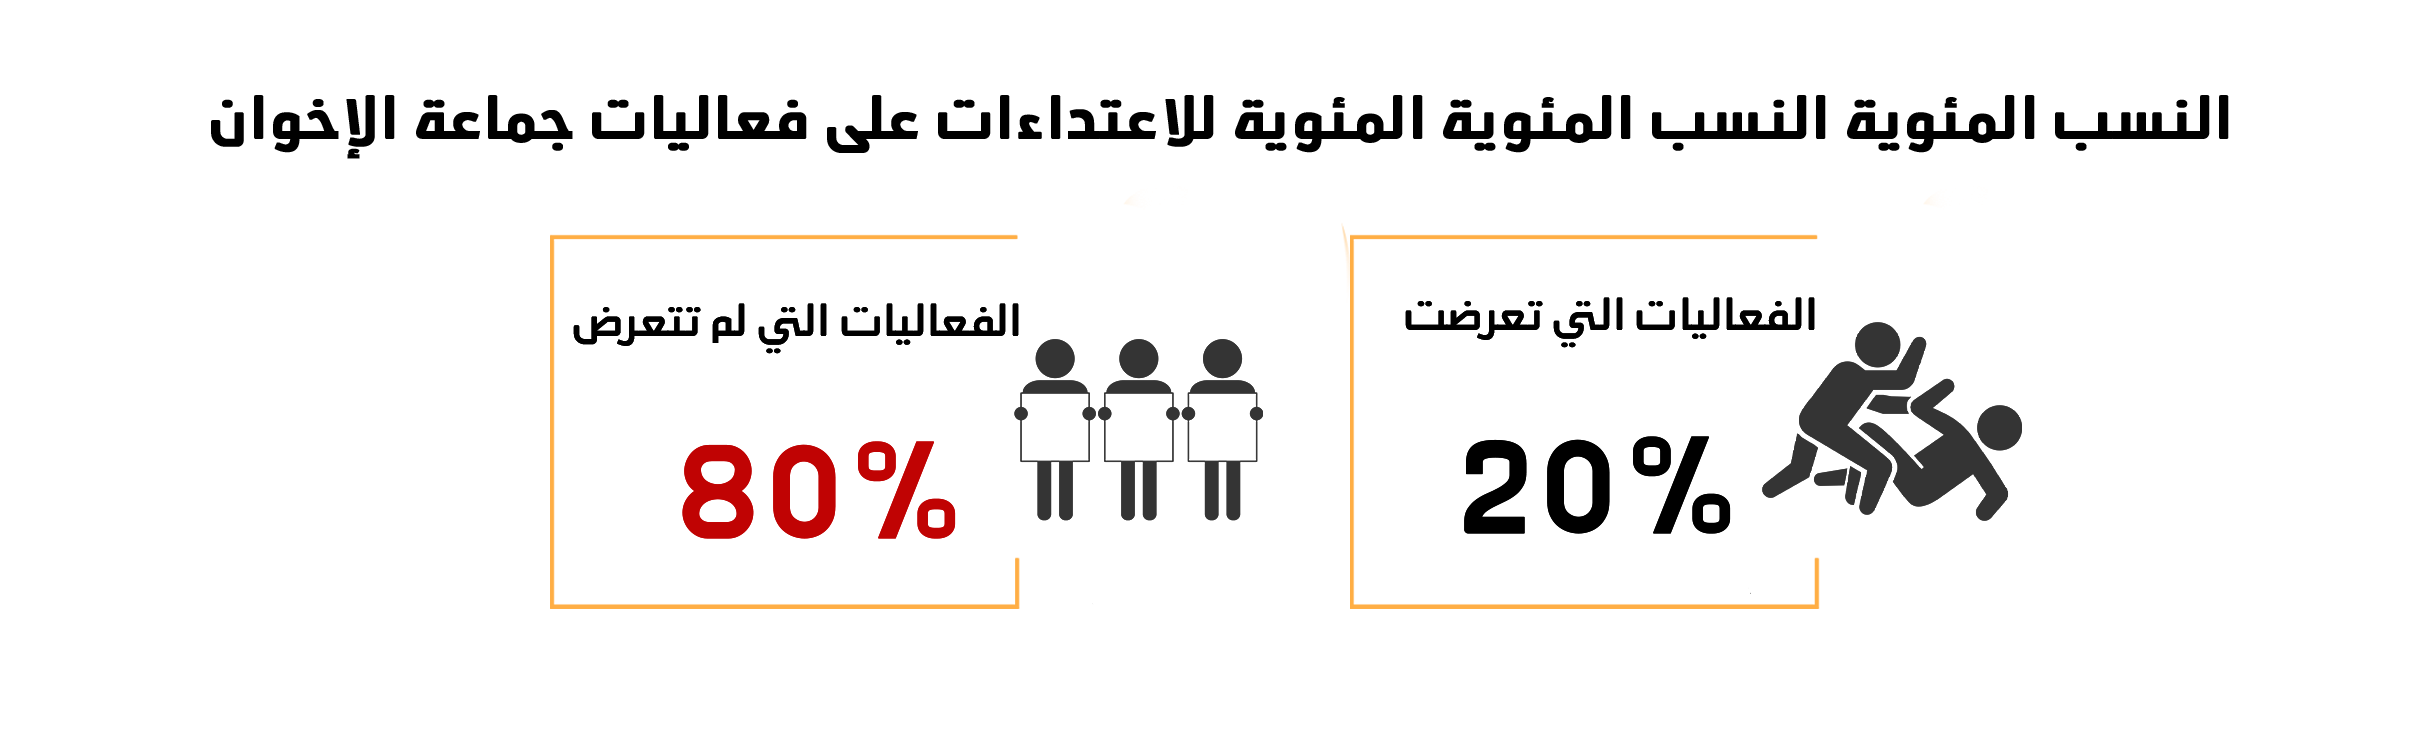 النسب المئوية النسب المئوية المئوية للاعتداءات على فعاليات جماعة الإخوان
الفعاليات التي تعرضت
20%
الفعاليات التي لم تتعرض
80%